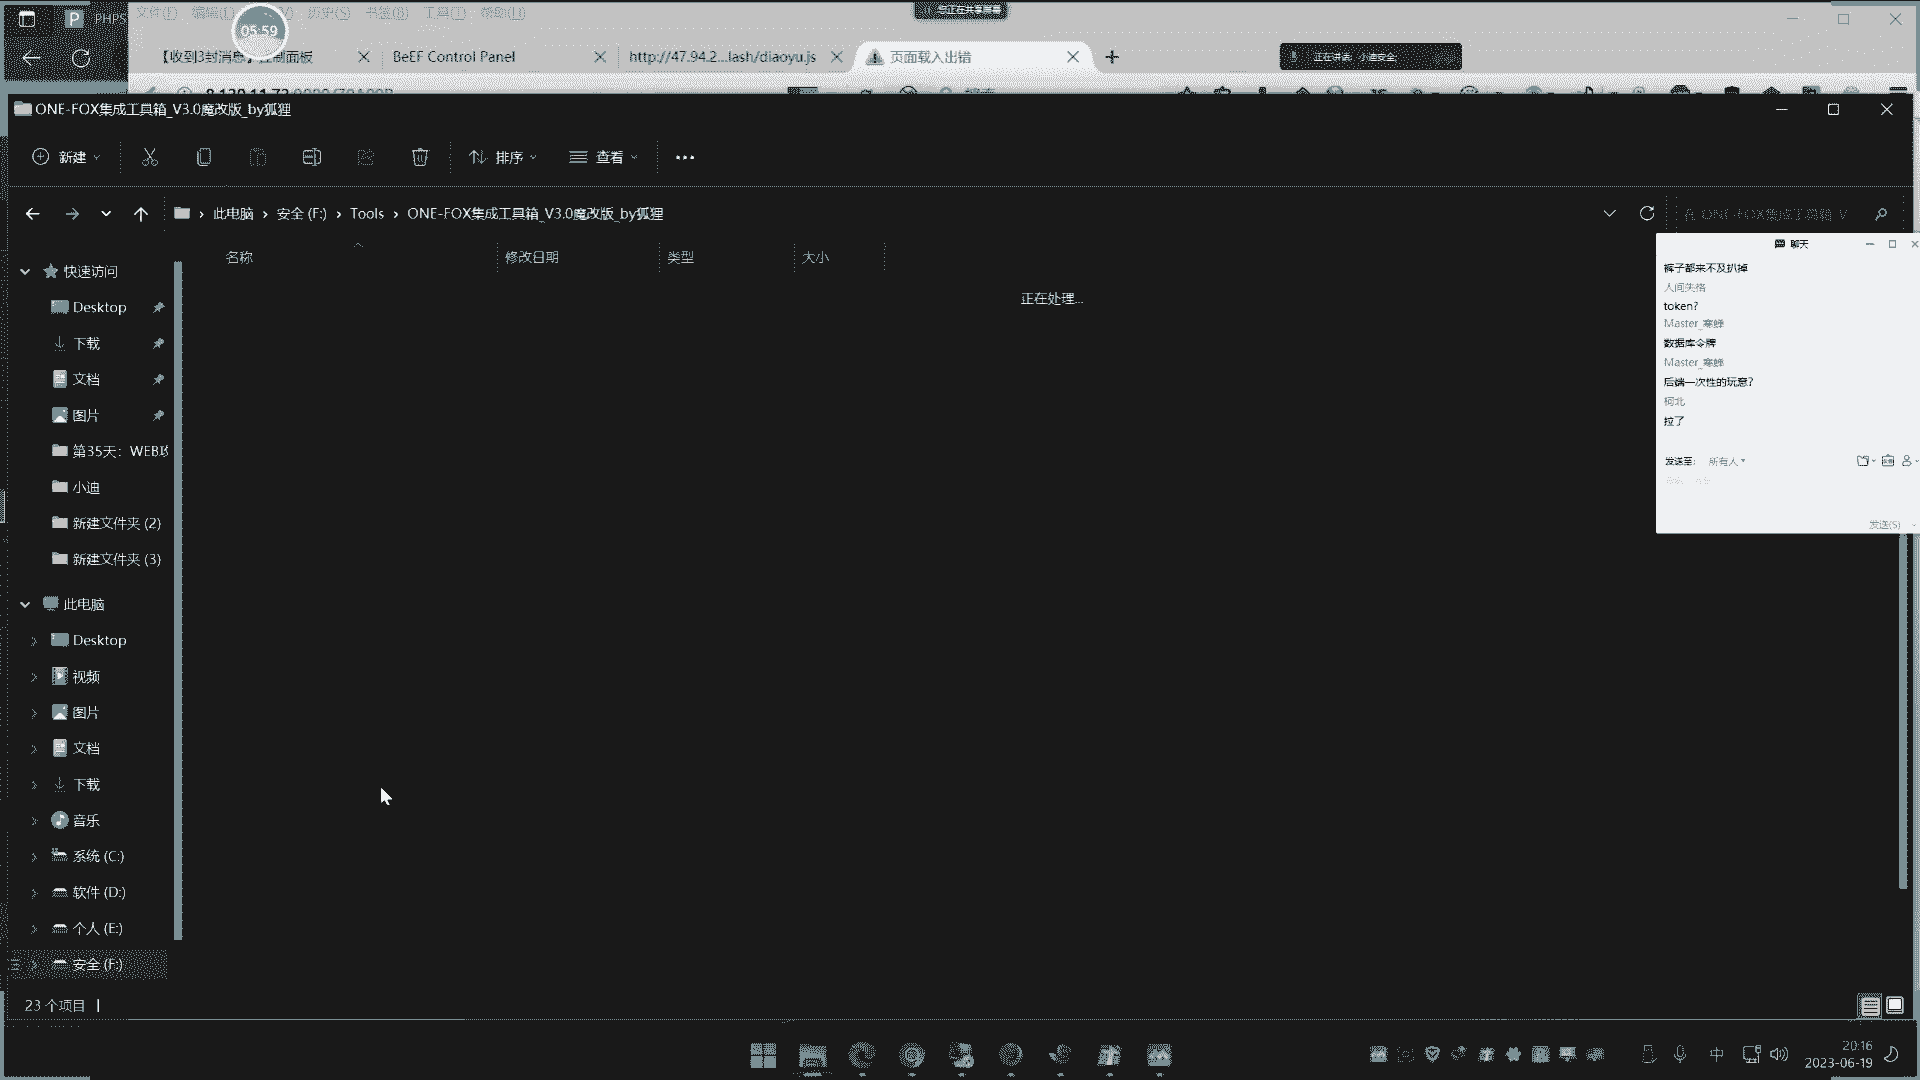 PHPS
文件(F) 编辑(E) 历史(S) 书签(B) 工具(T) 帮助(H)
05:59
您正在共享屏幕
【收到3封消息】控制面板
BeEF Control Panel
http://47.94.2...lash/diaoyu.js
页面载入出错
正在讲话: 小迪安全;
ONE-FOX集成工具箱_V3.0魔改版_by狐狸
新建
排序
查看
此电脑 › 安全 (F:) › Tools › ONE-FOX集成工具箱_V3.0魔改版_by狐狸
名称
修改日期
类型
大小
正在处理...
快速访问
Desktop
下载
文档
图片
第35天：WEB攻
小迪
新建文件夹 (2)
新建文件夹 (3)
此电脑
Desktop
视频
图片
文档
下载
音乐
系统 (C:)
软件 (D:)
个人 (E:)
安全 (F:)
23 个项目
聊天
裤子都来不及扒掉
人间失格
token?
Master_寒蝉
数据库令牌
Master_寒蝉
后端一次性的玩意?
柯北
拉了
发送至: 所有人
发送(S)
中
20:16
2023-06-19